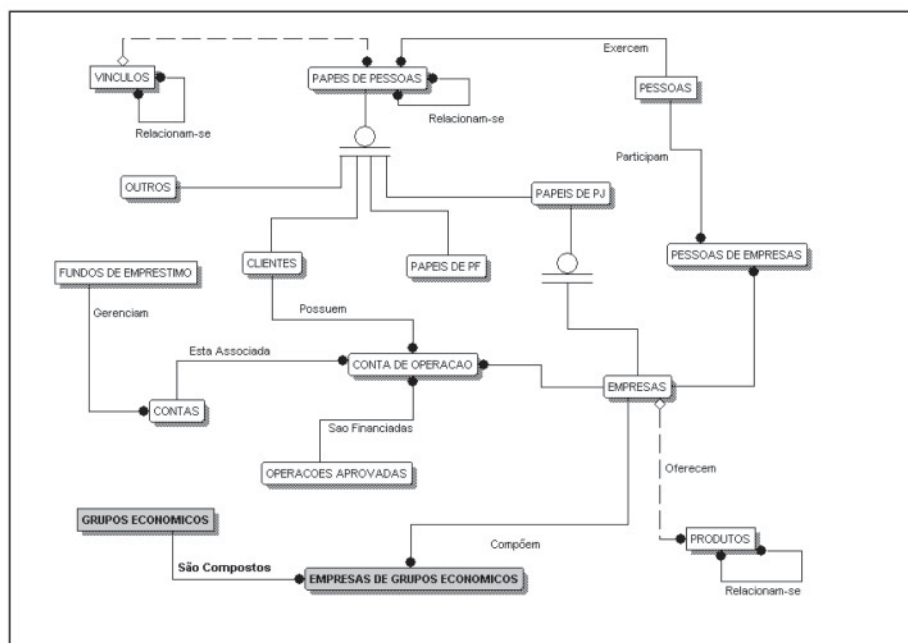 Exercem
VINCULOS
PAPEIS DE PESSOAS
PESSOAS
Relacionam-se
Relacionam-se
Participam
OUTROS
PAPEIS DE PJ
CLIENTES
PAPEIS DE PF
PESSOAS DE EMPRESAS
FUNDOS DE EMPRESTIMO
Possuem
Gerenciam
Esta Associada
CONTA DE OPERACAO
EMPRESAS
CONTAS
Sao Financiadas
OPERACOES APROVADAS
Oferecem
GRUPOS ECONOMICOS
Compõem
PRODUTOS
São Compostos
EMPRESAS DE GRUPOS ECONOMICOS
Relacionam-se